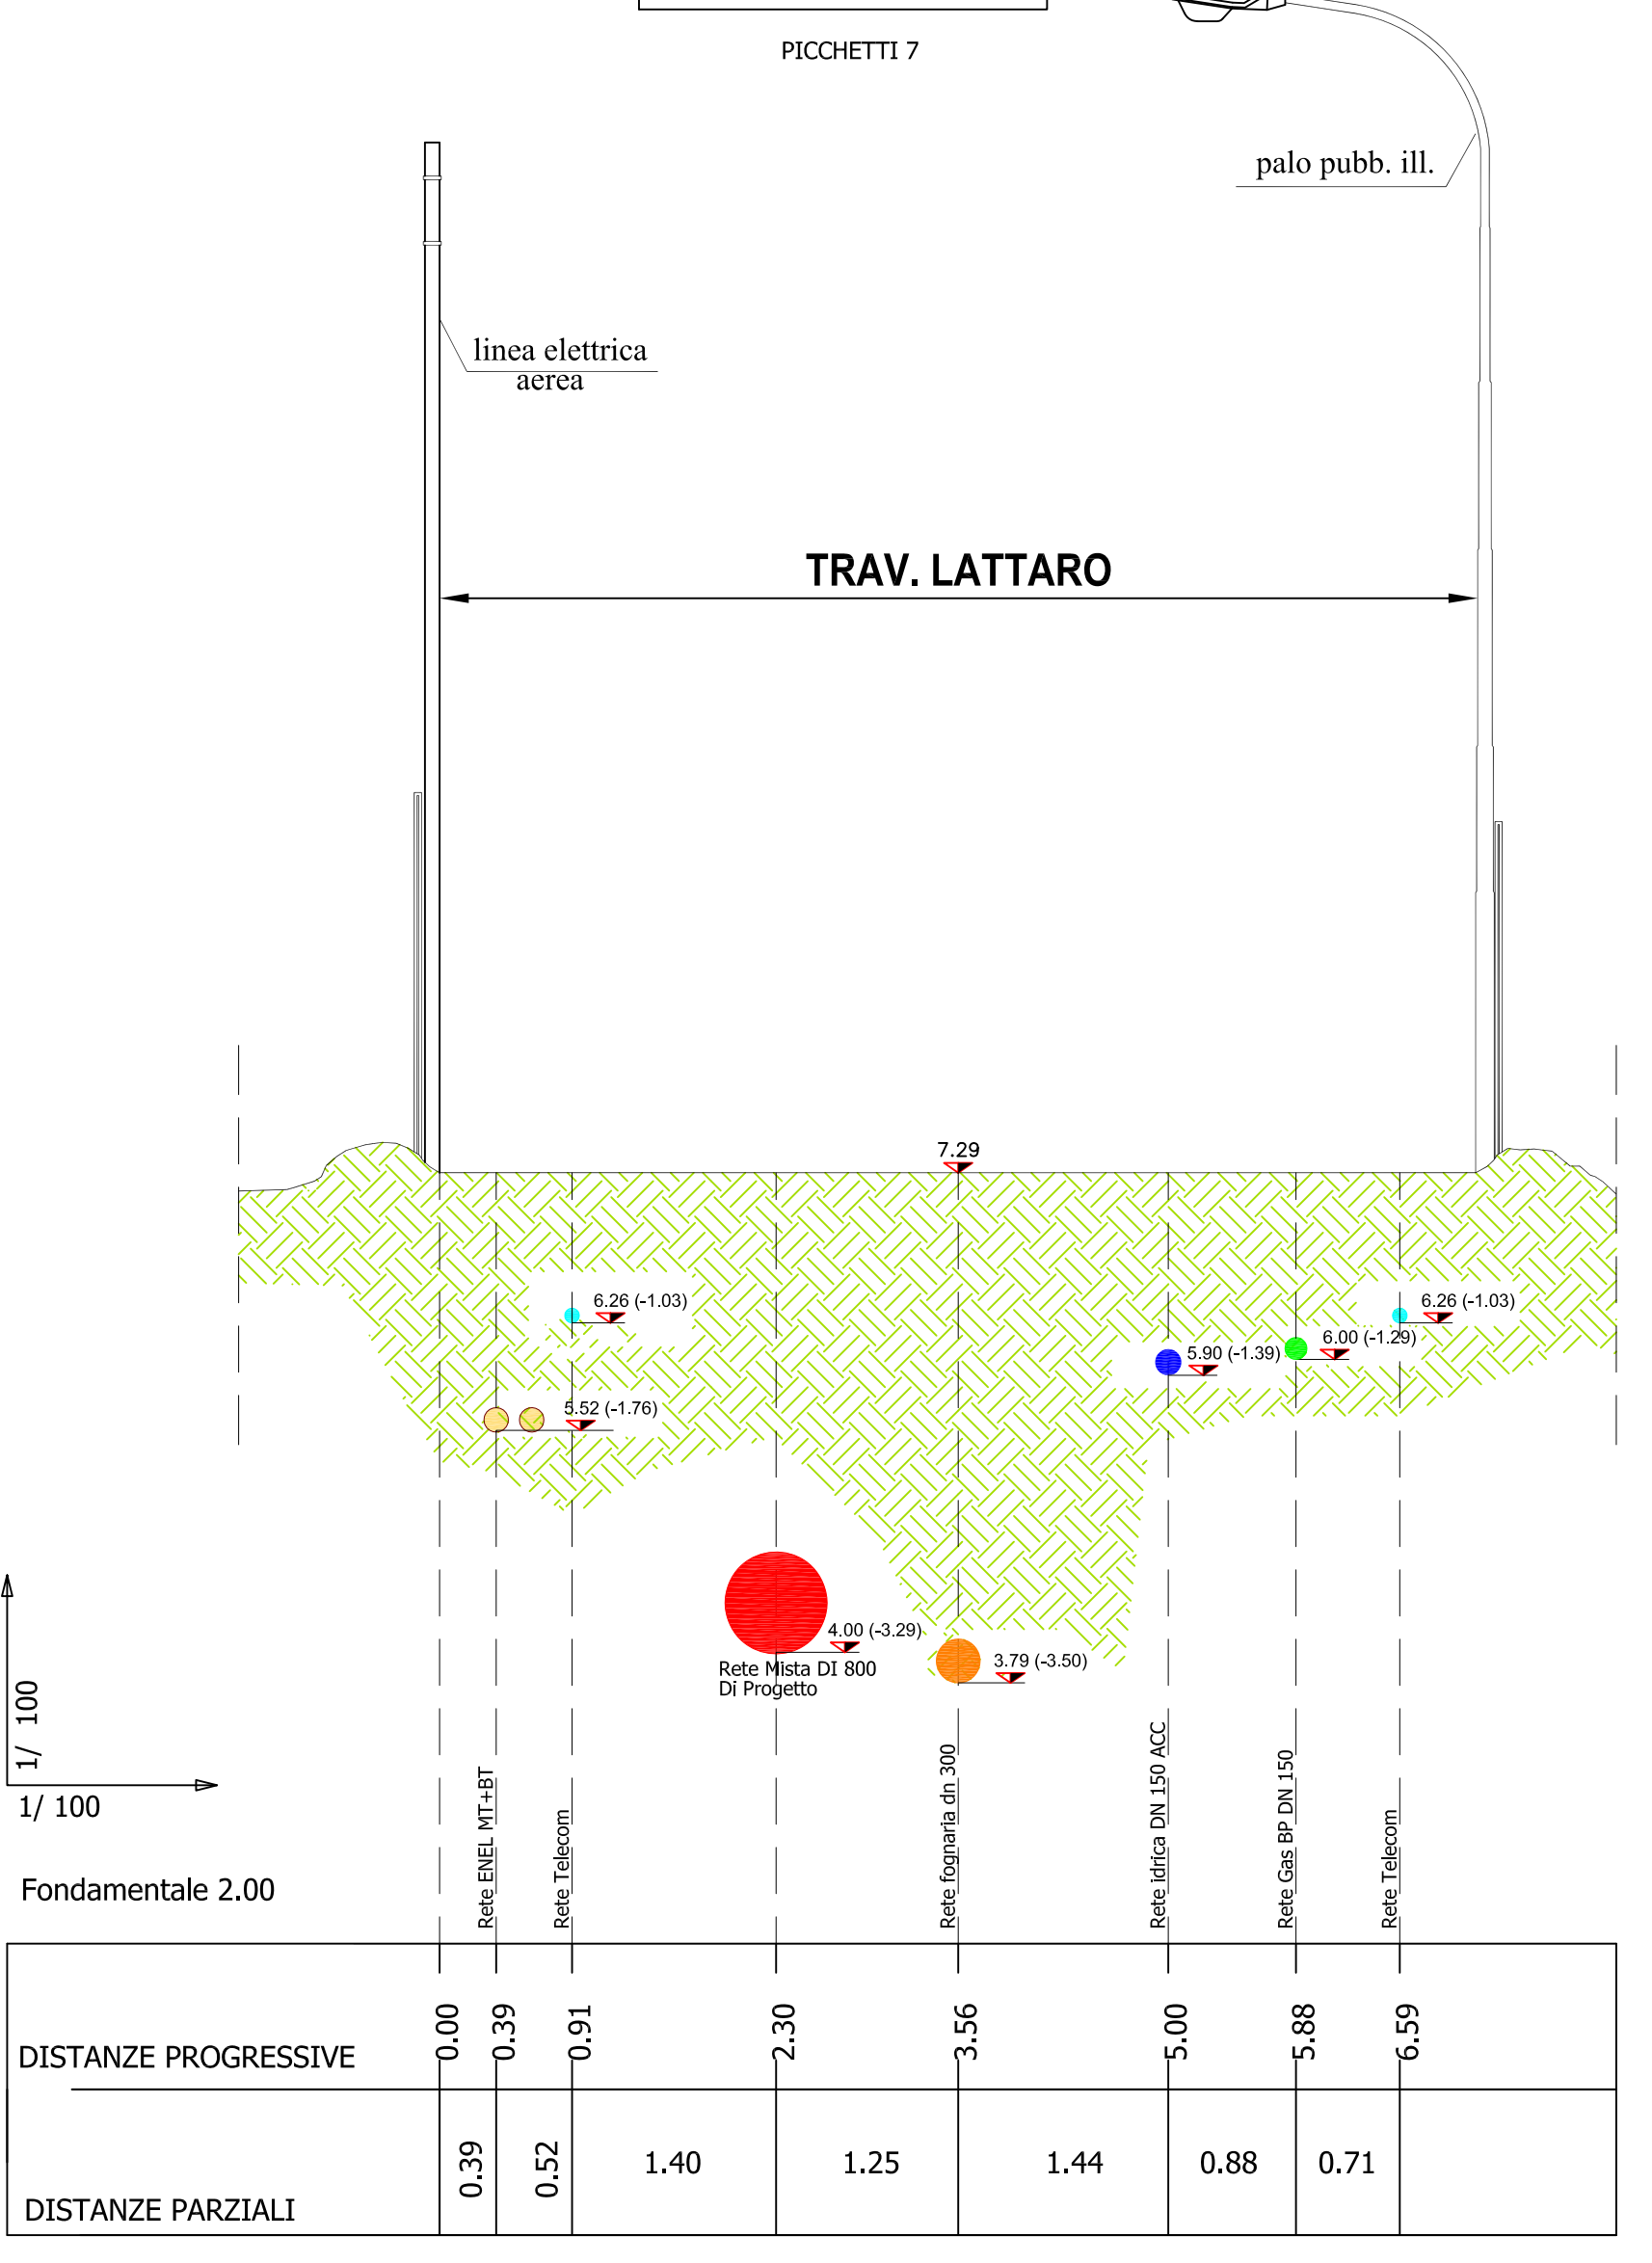 PICCHETTI 7
palo pubb. ill.
linea elettrica
aerea
TRAV. LATTARO
7.29
6.26 (-1.03)
6.26 (-1.03)
6.00 (-1.29)
5.90 (-1.39)
5.52 (-1.76)
4.00 (-3.29)
Rete Mista DI 800
Di Progetto
3.79 (-3.50)
1/ 100
1/ 100
Rete ENEL MT+BT
Rete Telecom
Rete fognaria dn 300
Rete idrica DN 150 ACC
Rete Gas BP DN 150
Rete Telecom
Fondamentale 2.00
DISTANZE PROGRESSIVE 0.00 0.39 0.91 2.30 3.56 5.00 5.88 6.59
DISTANZE PARZIALI 0.39 0.52 1.40 1.25 1.44 0.88 0.71